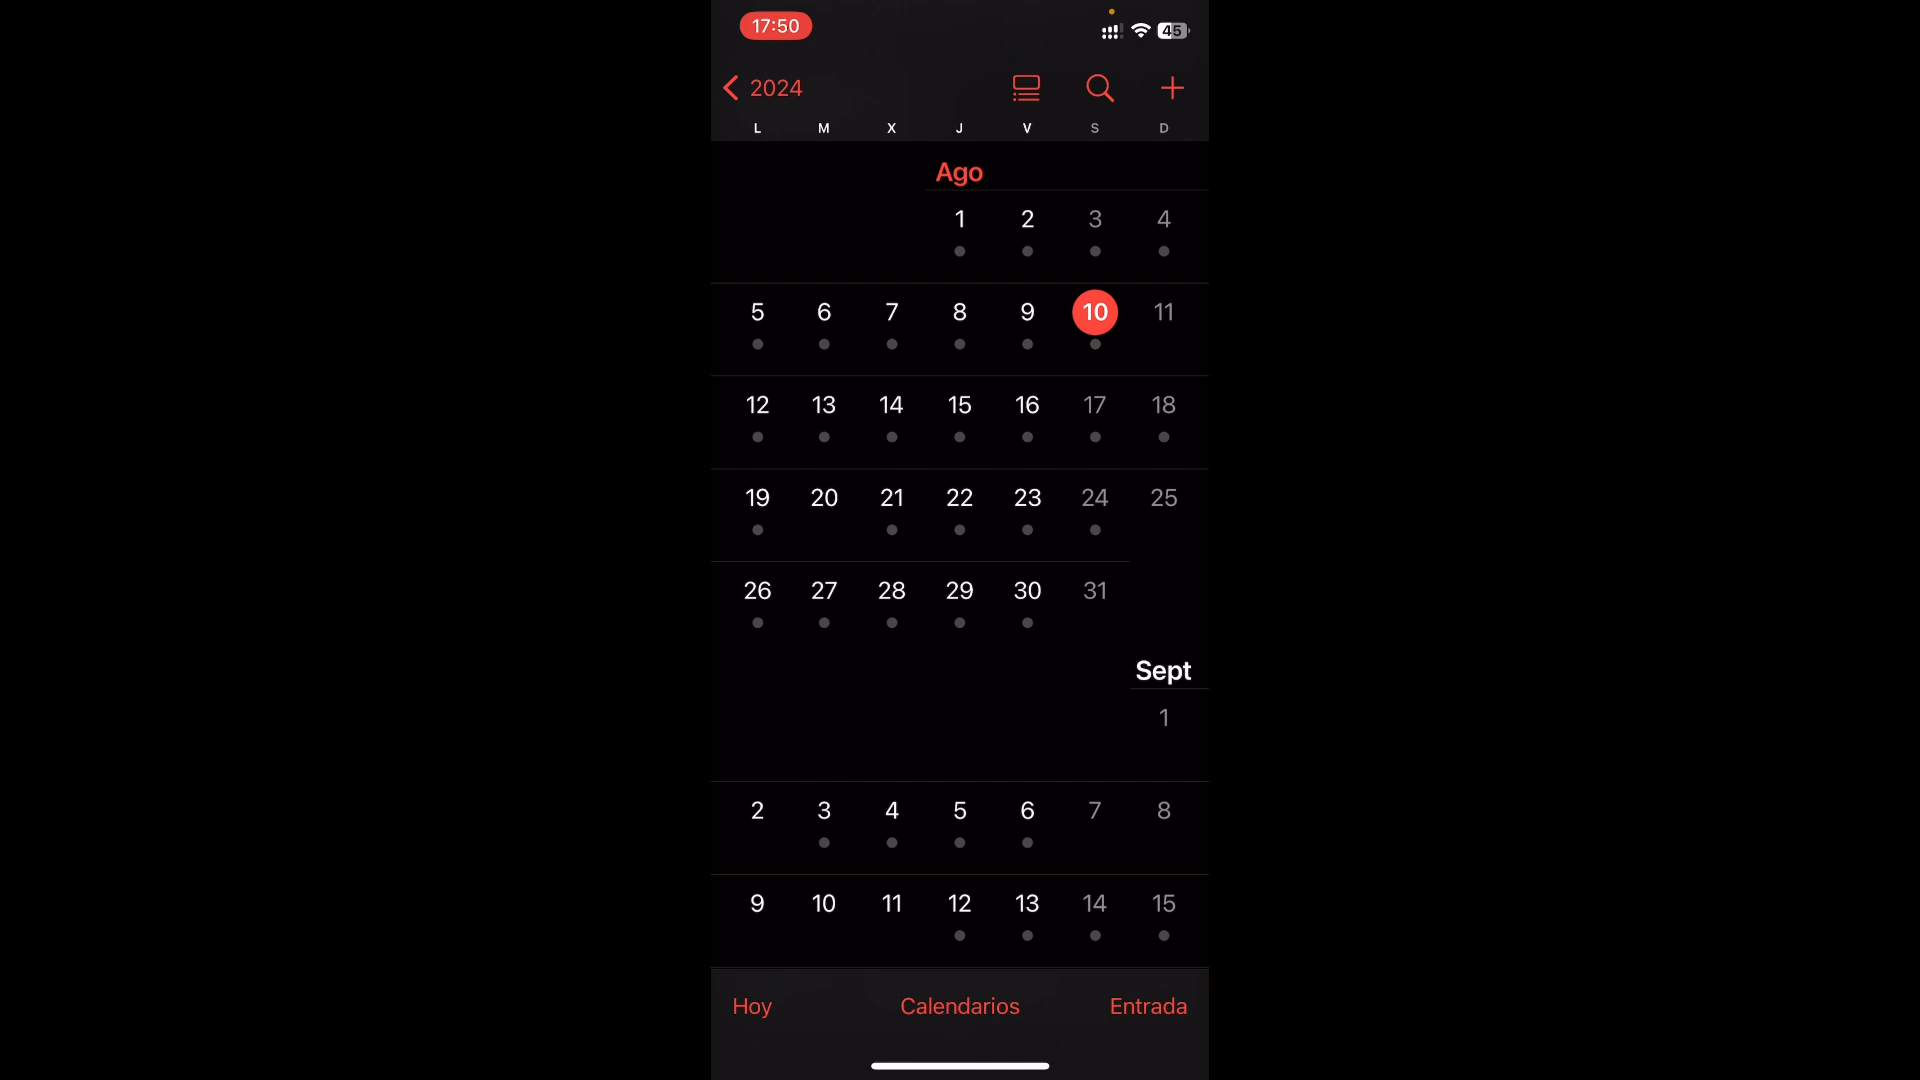 17:50
45
2024
L M X J V S D
Ago
1 2 3 4
5 6 7 8 9 10 11
12 13 14 15 16 17 18
19 20 21 22 23 24 25
26 27 28 29 30 31
Sept
1
2 3 4 5 6 7 8
9 10 11 12 13 14 15
Hoy Calendarios Entrada